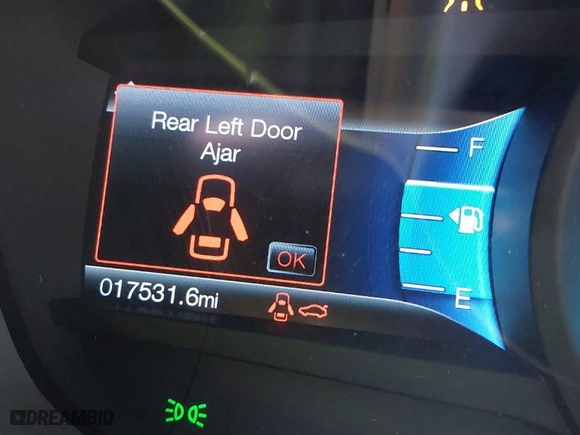 Rear Left Door
Ajar
OK
F
E
017531.6mi
DREAMBID